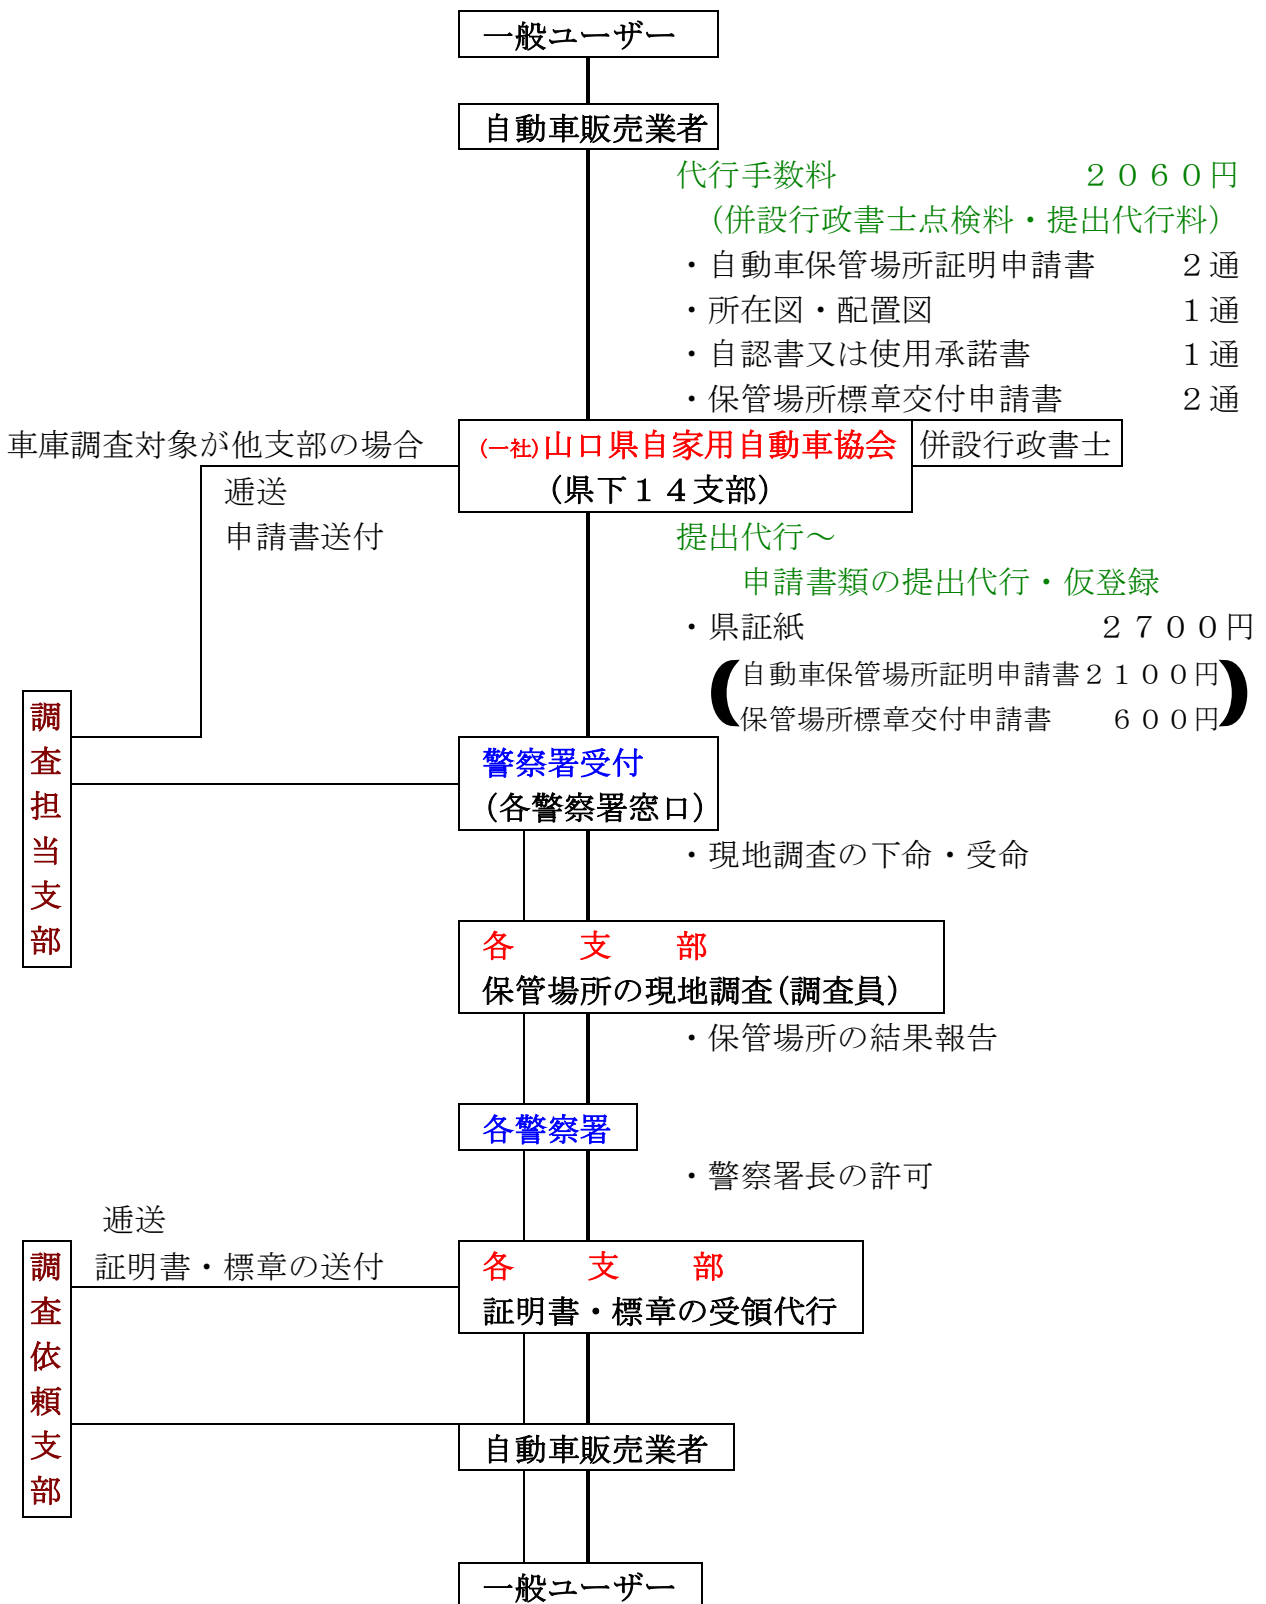 一般ユーザー
自動車販売業者
代行手数料　２０６０円
（併設行政書士点検料・提出代行料）
・自動車保管場所証明申請書　２通
・所在図・配置図　１通
・自認書又は使用承諾書　１通
・保管場所標章交付申請書　２通
車庫調査対象が他支部の場合
(一社)山口県自家用自動車協会
（県下１４支部）
併設行政書士
逓送
申請書送付
提出代行～
申請書類の提出代行・仮登録
・県証紙　２７００円
（自動車保管場所証明申請書２１００円
保管場所標章交付申請書　６００円）
調査担当支部
警察署受付
（各警察署窓口）
・現地調査の下命・受命
各　支　部
保管場所の現地調査（調査員）
・保管場所の結果報告
各警察署
・警察署長の許可
逓送
証明書・標章の送付
調査依頼支部
各　支　部
証明書・標章の受領代行
自動車販売業者
一般ユーザー